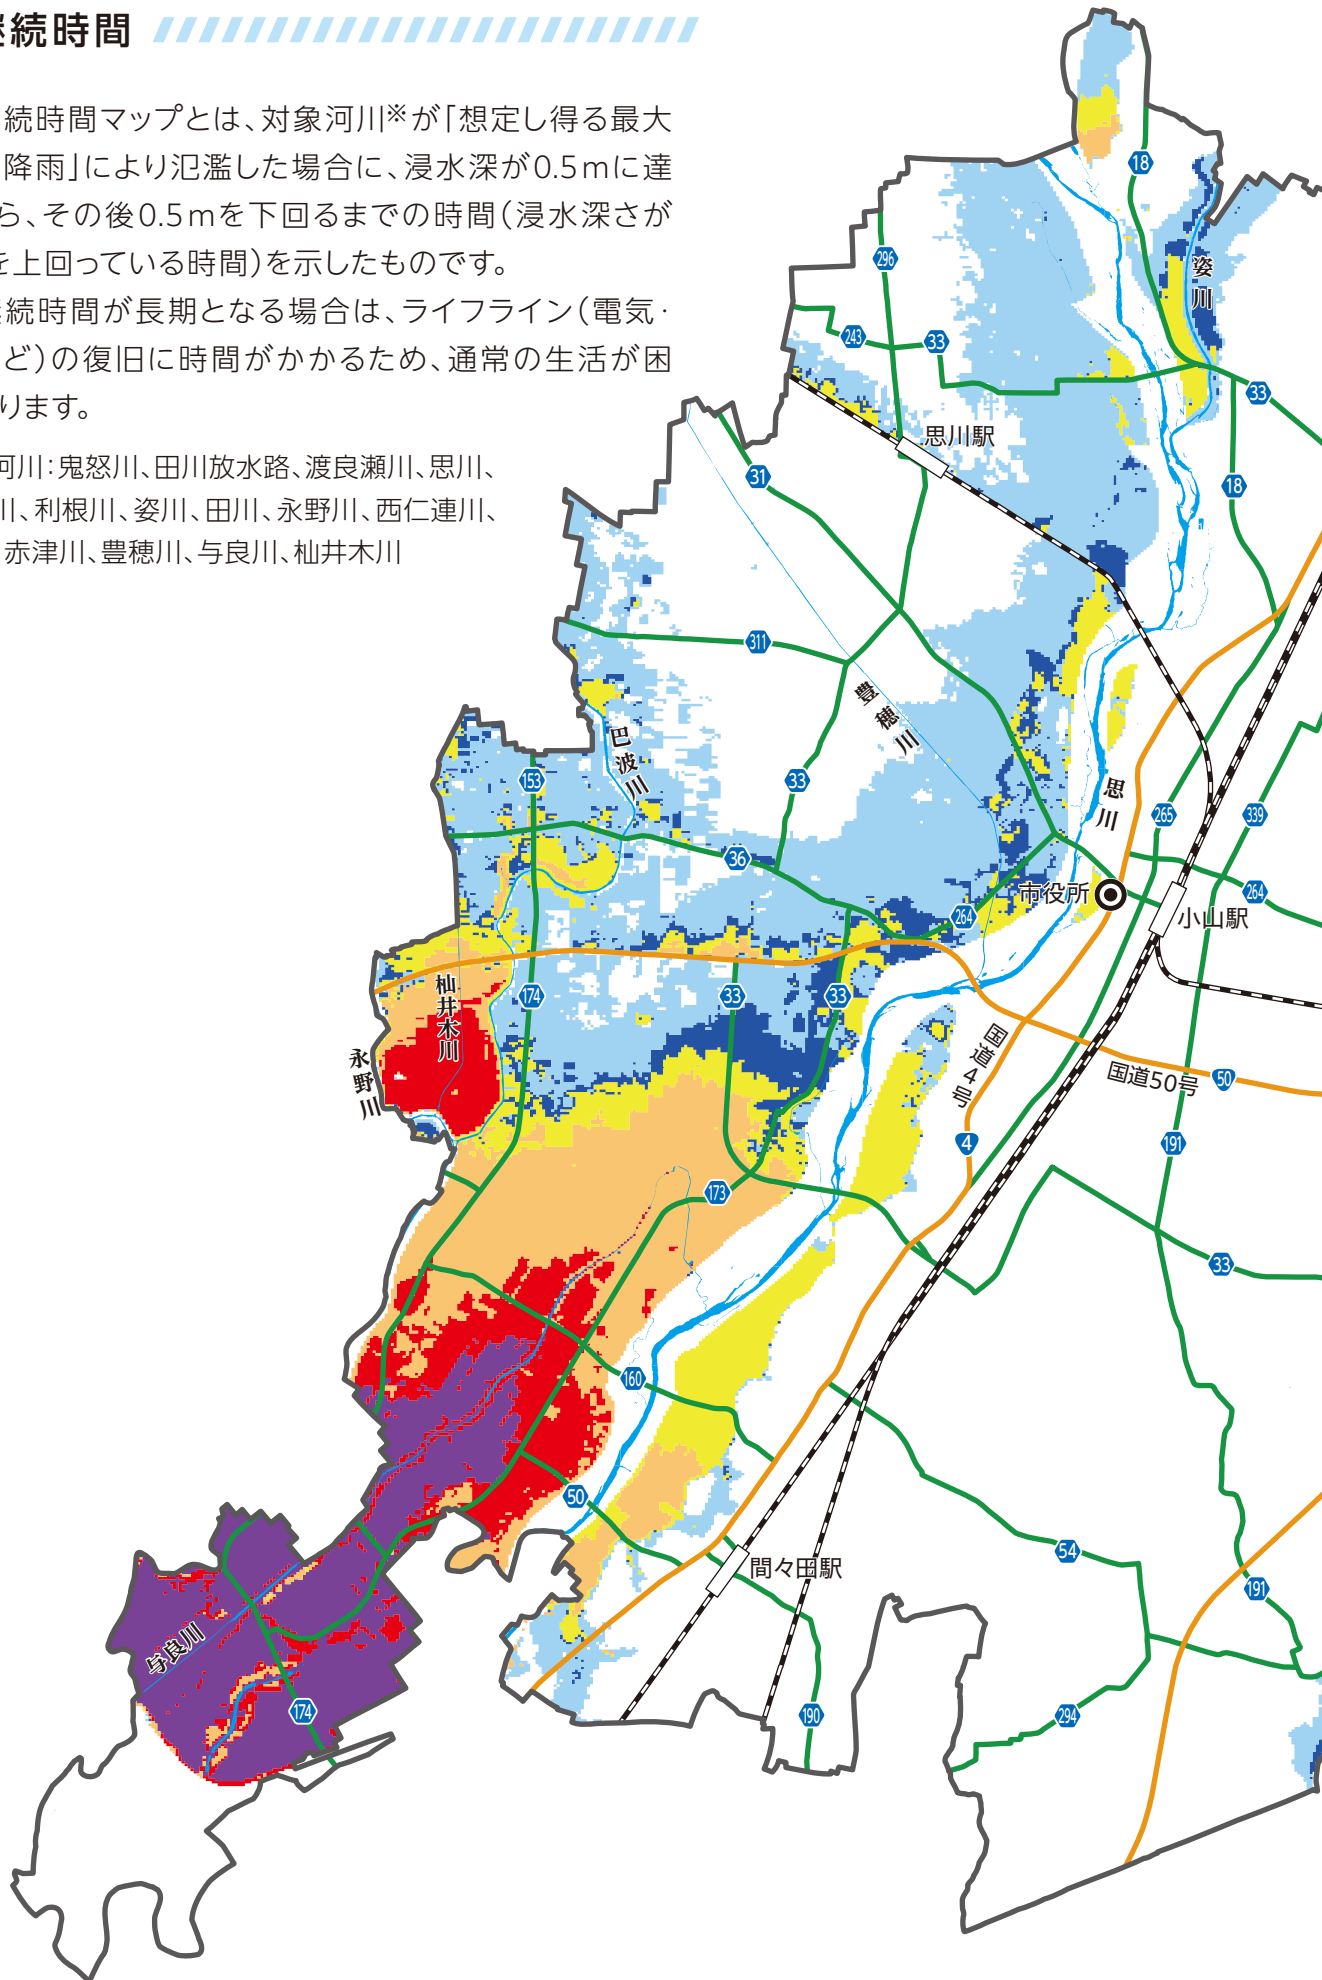 続時間
続時間マップとは、対象河川※が「想定し得る最大
降雨」により氾濫した場合に、浸水深が0.5mに達
ら、その後0.5mを下回るまでの時間（浸水深さが
を上回っている時間）を示したものです。
継続時間が長期となる場合は、ライフライン（電気・
ど）の復旧に時間がかかるため、通常の生活が困
ります。
河川：鬼怒川、田川放水路、渡良瀬川、思川、
川、利根川、姿川、田川、永野川、西仁連川、
赤津川、豊穂川、与良川、杣井木川
18
296
姿川
243
33
33
思川駅
31
18
311
豊穂川
巴波川
153
33
思川
265
339
36
市役所
264
264
小山駅
杣井木川
174
33
33
国道4号
永野川
国道50号
50
4
191
173
33
160
50
54
間々田駅
191
与良川
174
190
294